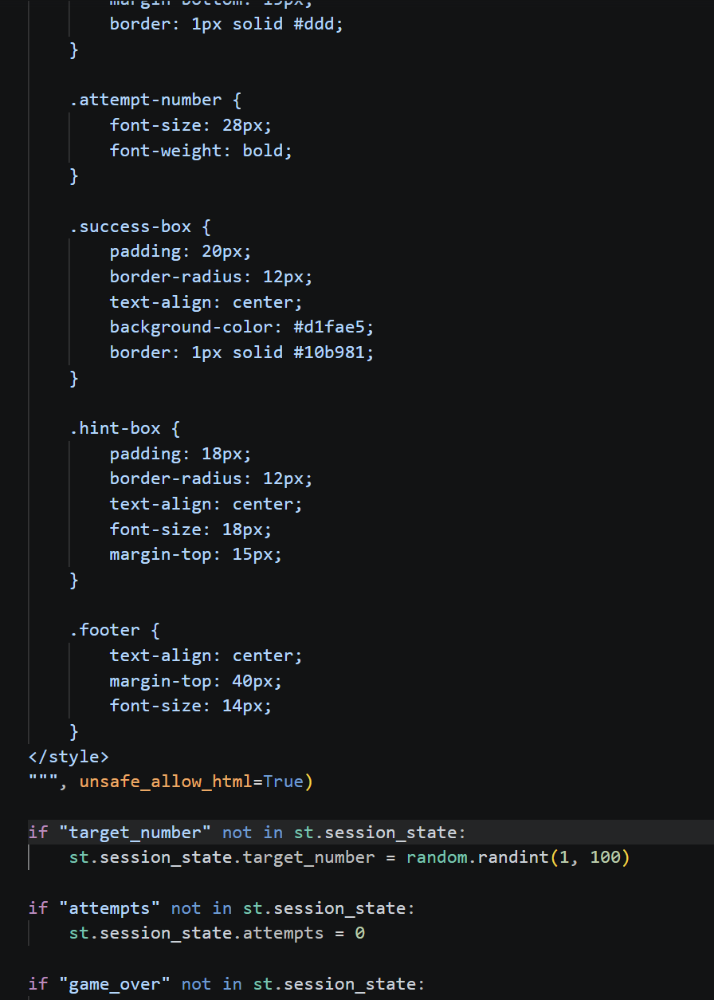 margin-bottom: 15px;
border: 1px solid #ddd;
}
.attempt-number {
font-size: 28px;
font-weight: bold;
}
.success-box {
padding: 20px;
border-radius: 12px;
text-align: center;
background-color: #d1fae5;
border: 1px solid #10b981;
}
.hint-box {
padding: 18px;
border-radius: 12px;
text-align: center;
font-size: 18px;
margin-top: 15px;
}
.footer {
text-align: center;
margin-top: 40px;
font-size: 14px;
}
</style>
""", unsafe_allow_html=True)
if "target_number" not in st.session_state:
st.session_state.target_number = random.randint(1, 100)
if "attempts" not in st.session_state:
st.session_state.attempts = 0
if "game_over" not in st.session_state: